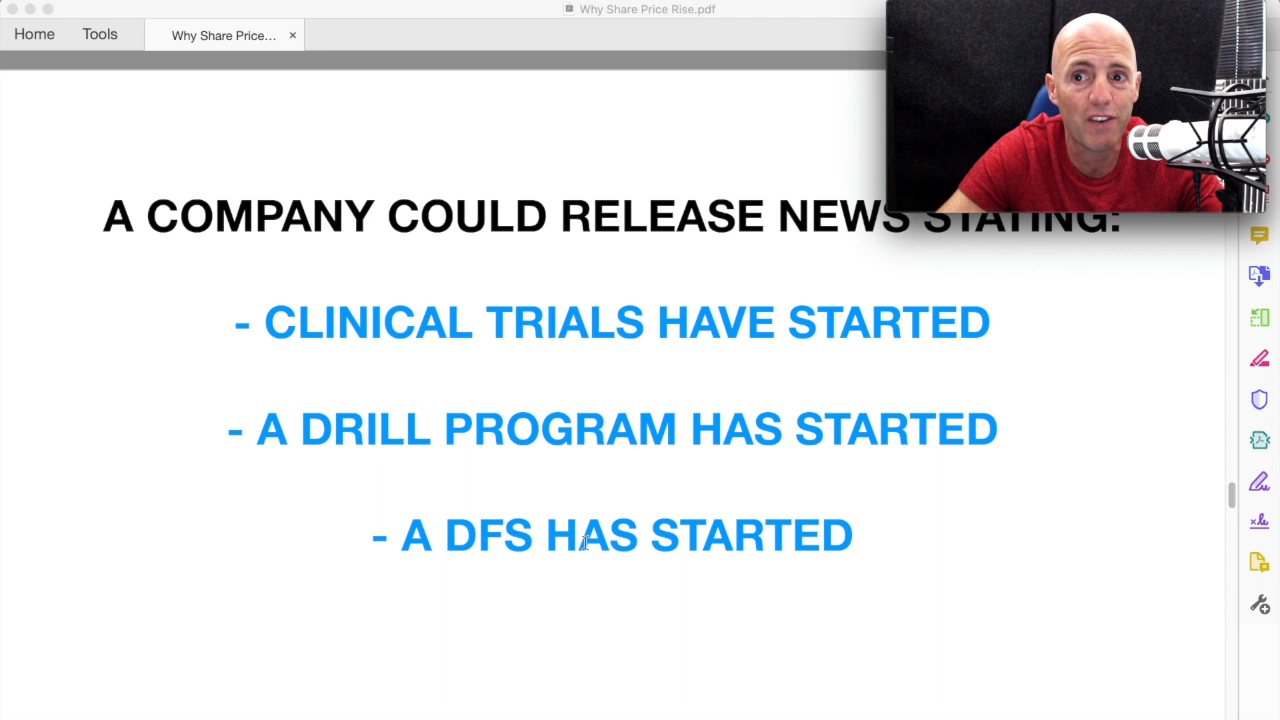 Why Share Price Rise.pdf
Home Tools Why Share Price... ×
A COMPANY COULD RELEASE NEWS STATING:
- CLINICAL TRIALS HAVE STARTED
- A DRILL PROGRAM HAS STARTED
- A DFS HAS STARTED